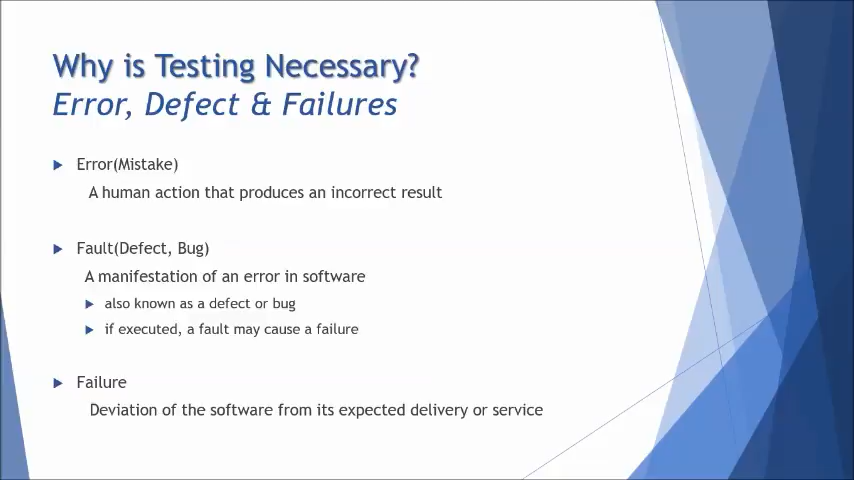 Why is Testing Necessary?
Error, Defect & Failures
Error(Mistake)
A human action that produces an incorrect result
Fault(Defect, Bug)
A manifestation of an error in software
also known as a defect or bug
if executed, a fault may cause a failure
Failure
Deviation of the software from its expected delivery or service